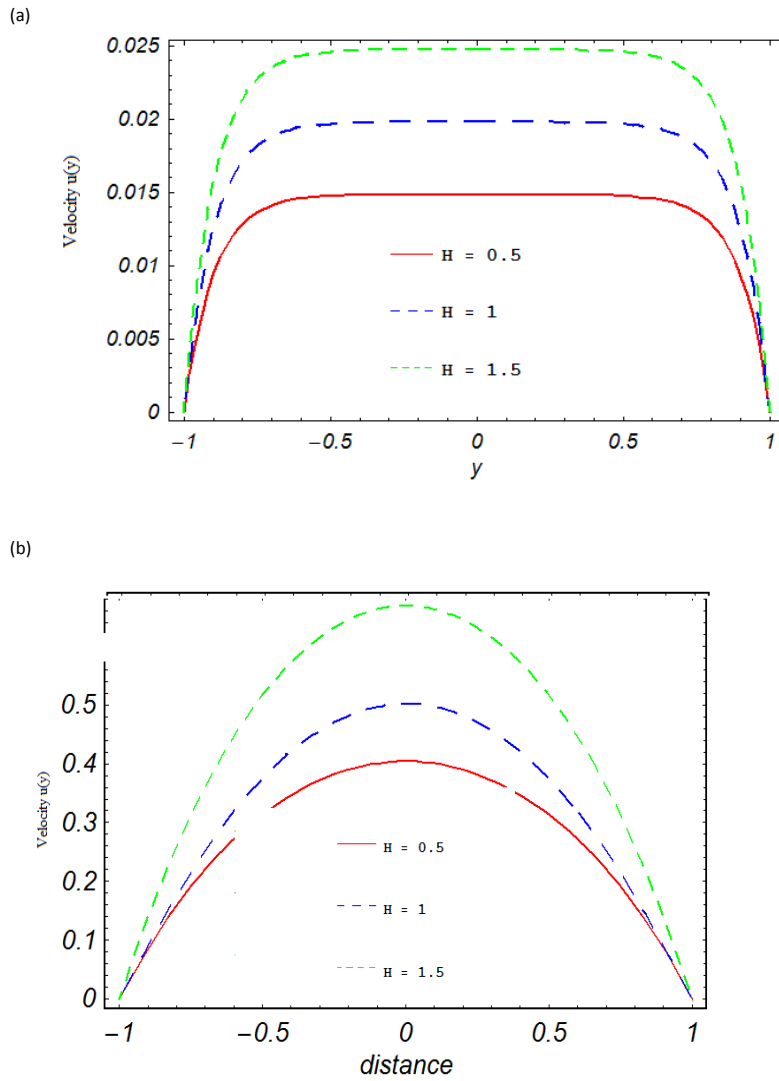 (a)
0.025
0.02
0.015
0.01
0.005
0
Velocity u(y)
H = 0.5
H = 1
H = 1.5
−1
−0.5
0
0.5
1
y
(b)
0.5
0.4
0.3
0.2
0.1
0
Velocity u(y)
H = 0.5
H = 1
H = 1.5
−1
−0.5
0
0.5
1
distance